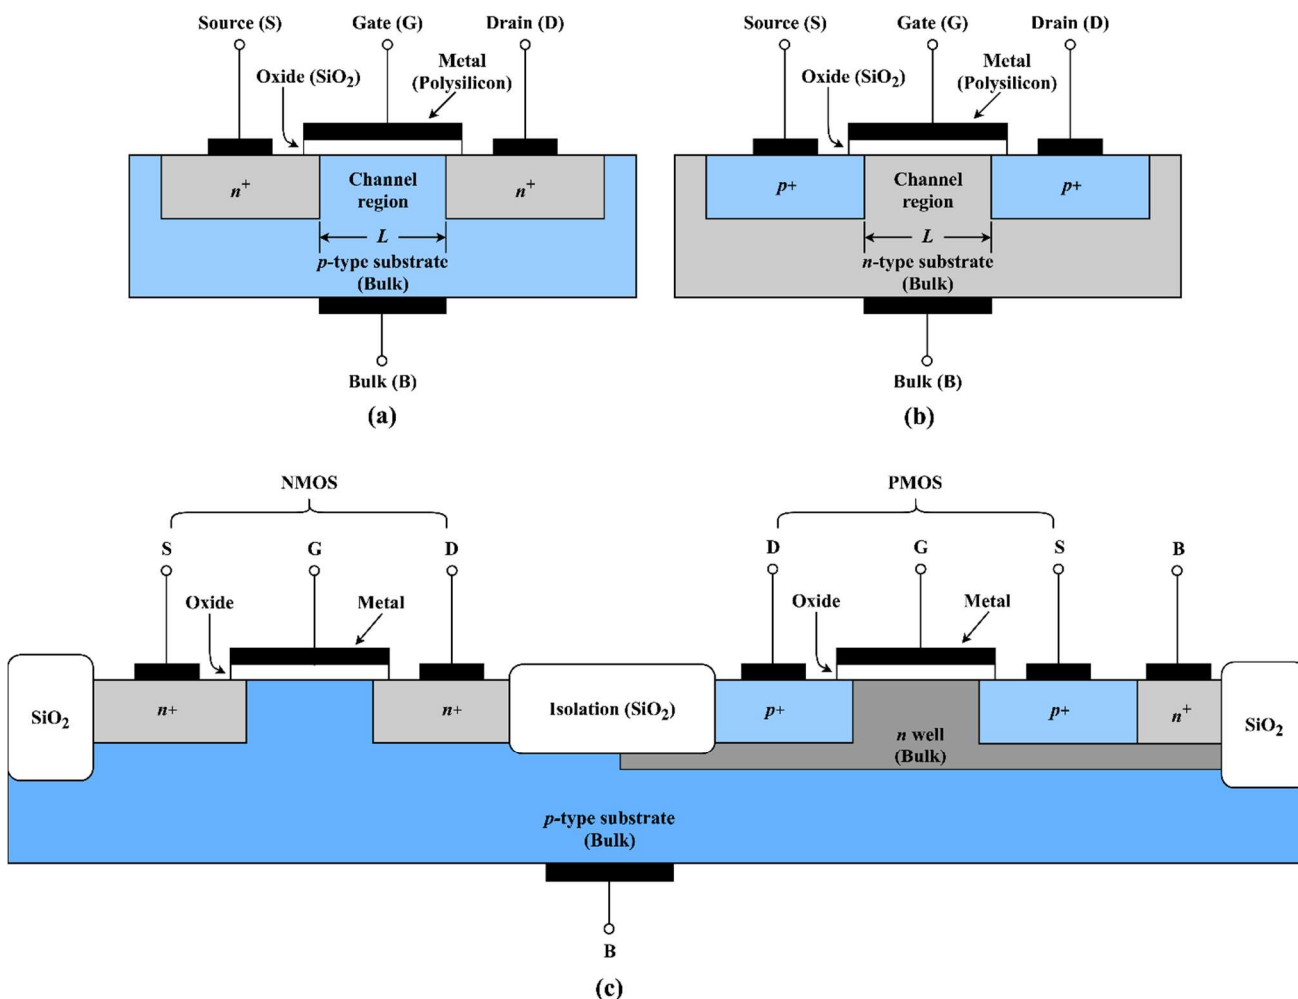 Source (S)
Gate (G)
Drain (D)
Oxide (SiO₂)
Metal
(Polysilicon)
n⁺
Channel
region
n⁺
L
p-type substrate
(Bulk)
Bulk (B)
(a)
Source (S)
Gate (G)
Drain (D)
Oxide (SiO₂)
Metal
(Polysilicon)
p+
Channel
region
p+
L
n-type substrate
(Bulk)
Bulk (B)
(b)
NMOS
PMOS
S
G
D
D
G
S
B
Oxide
Metal
Oxide
Metal
SiO₂
n+
n+
Isolation (SiO₂)
p+
n well
(Bulk)
p+
n⁺
SiO₂
p-type substrate
(Bulk)
B
(c)